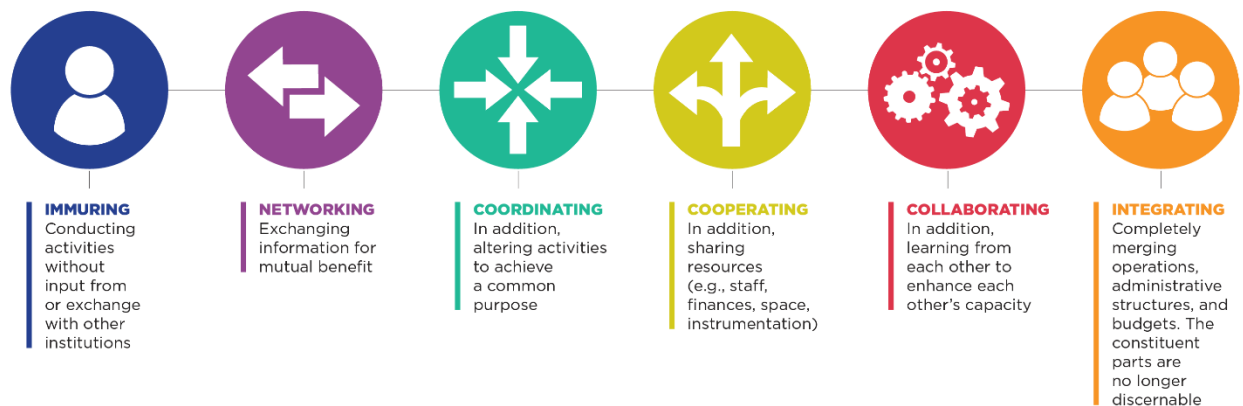 IMMURING
Conducting
activities
without
input from
or exchange
with other
institutions
NETWORKING
Exchanging
information for
mutual benefit
COORDINATING
In addition,
altering activities
to achieve
a common
purpose
COOPERATING
In addition,
sharing
resources
(e.g., staff,
finances, space,
instrumentation)
COLLABORATING
In addition,
learning from
each other to
enhance each
other's capacity
INTEGRATING
Completely
merging
operations,
administrative
structures, and
budgets. The
constituent
parts are
no longer
discernable